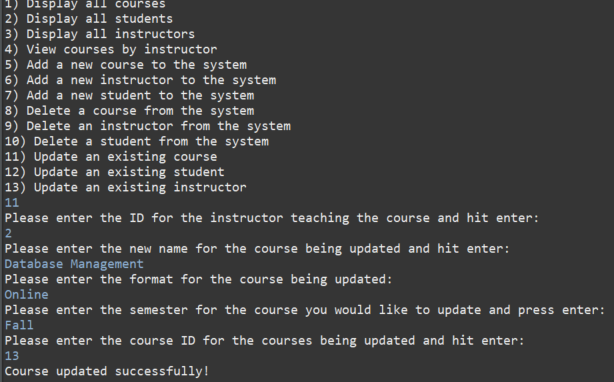 1) Display all courses
2) Display all students
3) Display all instructors
4) View courses by instructor
5) Add a new course to the system
6) Add a new instructor to the system
7) Add a new student to the system
8) Delete a course from the system
9) Delete an instructor from the system
10) Delete a student from the system
11) Update an existing course
12) Update an existing student
13) Update an existing instructor
11
Please enter the ID for the instructor teaching the course and hit enter:
2
Please enter the new name for the course being updated and hit enter:
Database Management
Please enter the format for the course being updated:
Online
Please enter the semester for the course you would like to update and press enter:
Fall
Please enter the course ID for the courses being updated and hit enter:
13
Course updated successfully!